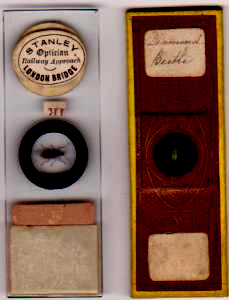 STANLEY
Optician
Railway Approach
LONDON BRIDGE
Diamond
Beetle